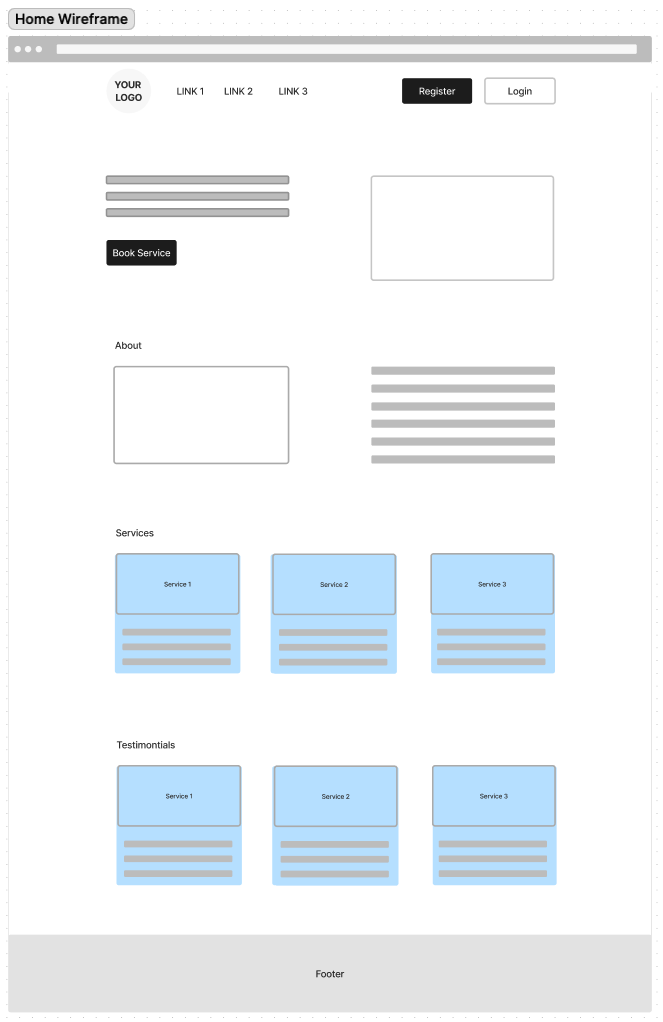 Home Wireframe
YOUR
LOGO
LINK 1
LINK 2
LINK 3
Register
Login
Book Service
About
Services
Service 1
Service 2
Service 3
Testimontials
Service 1
Service 2
Service 3
Footer